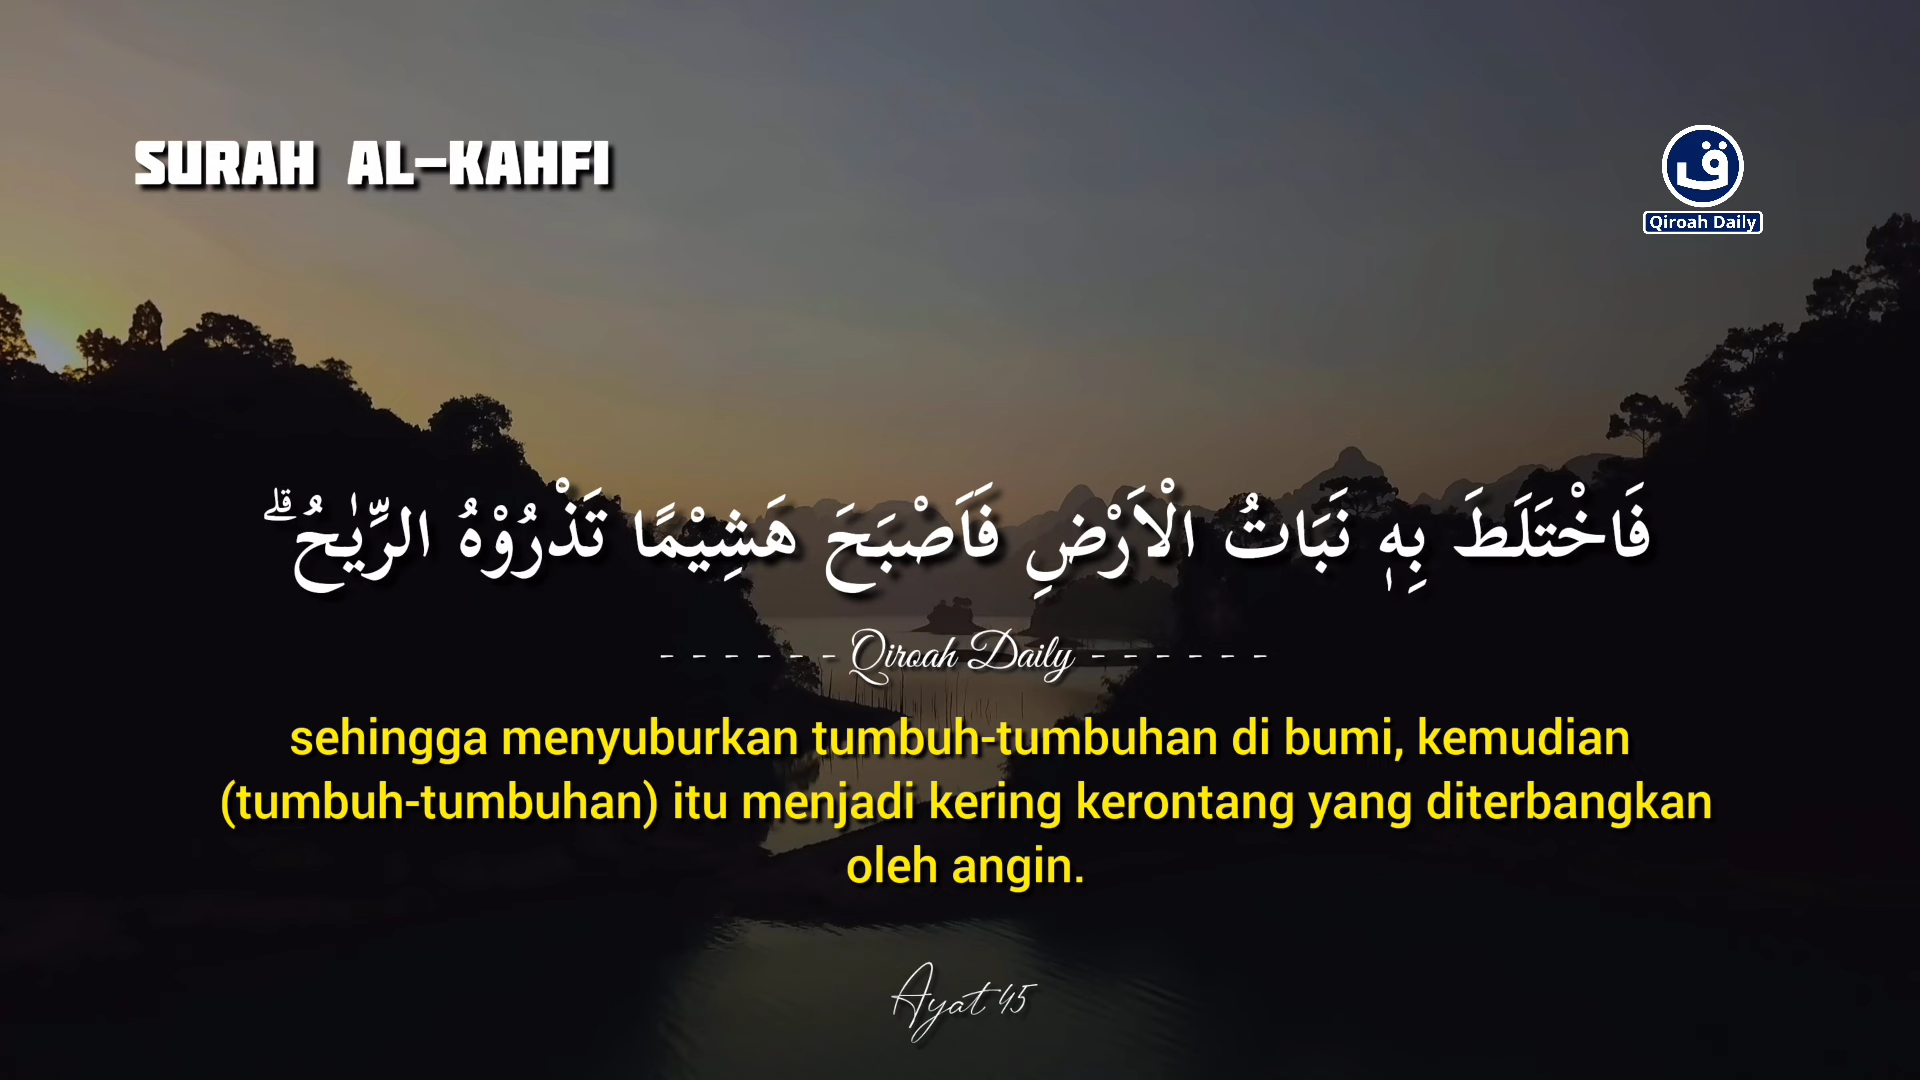 SURAH AL-KAHFI
ق
Qiroah Daily
فَاخْتَلَطَ بِهٖ نَبَاتُ الْاَرْضِ فَاَصْبَحَ هَشِيْمًا تَذْرُوْهُ الرِّيٰحُ ۗ
- - - - - - Qiroah Daily - - - - - -
sehingga menyuburkan tumbuh-tumbuhan di bumi, kemudian
(tumbuh-tumbuhan) itu menjadi kering kerontang yang diterbangkan
oleh angin.
Ayat 45